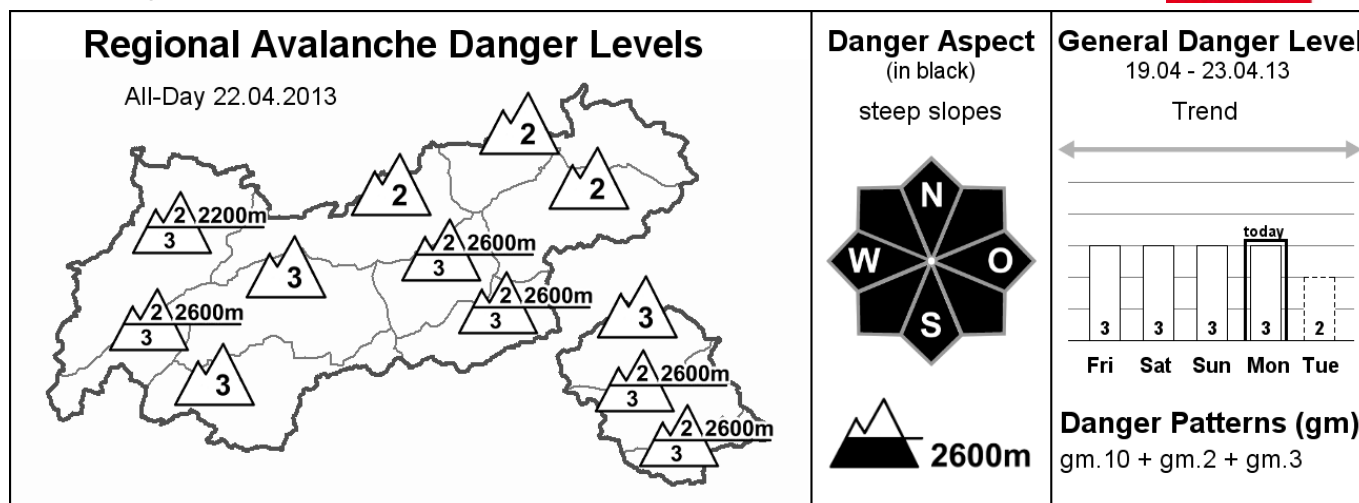 Regional Avalanche Danger Levels
All-Day 22.04.2013
2
2
2
2 2200m
3
2 2600m
3
3
2 2600m
3
2 2600m
3
3
3
2 2600m
3
2 2600m
3
Danger Aspect
(in black)
steep slopes
N
W O
S
2600m
General Danger Level
19.04 - 23.04.13
Trend
today
3 3 3 3 2
Fri Sat Sun Mon Tue
Danger Patterns (gm)
gm.10 + gm.2 + gm.3